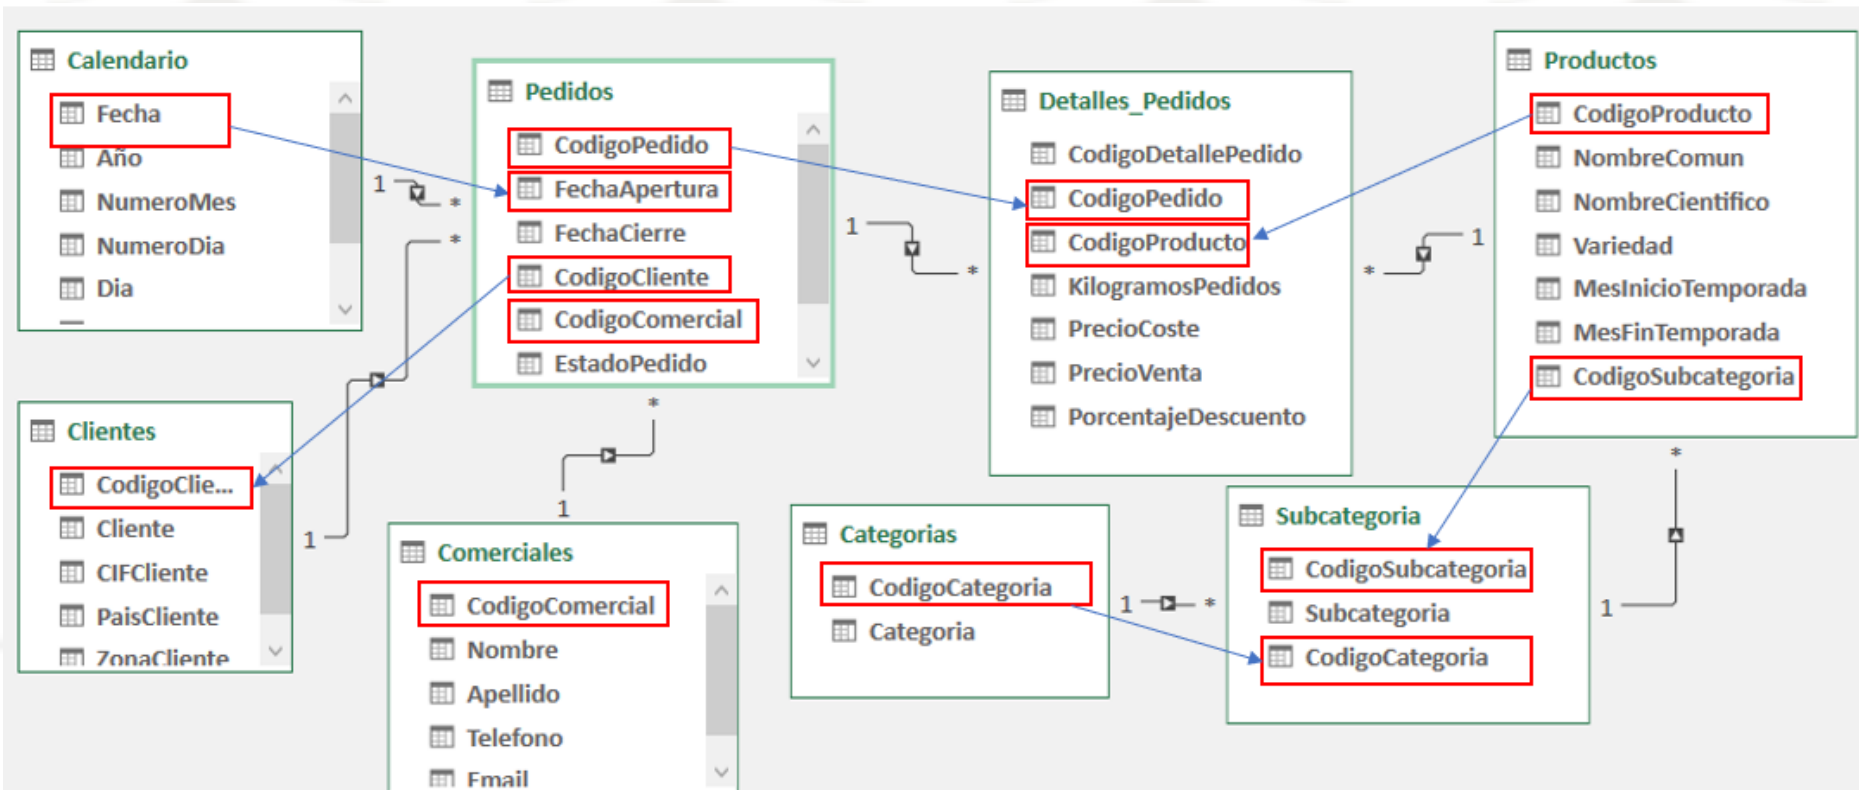 Calendario
Fecha
Año
NumeroMes
NumeroDia
Dia
Pedidos
CodigoPedido
FechaApertura
FechaCierre
CodigoCliente
CodigoComercial
EstadoPedido
Detalles_Pedidos
CodigoDetallePedido
CodigoPedido
CodigoProducto
KilogramosPedidos
PrecioCoste
PrecioVenta
PorcentajeDescuento
Productos
CodigoProducto
NombreComun
NombreCientifico
Variedad
MesInicioTemporada
MesFinTemporada
CodigoSubcategoria
1 *
*
1 *
* 1
Clientes
CodigoClie...
Cliente
CIFCliente
PaisCliente
ZonaCliente
1
*
1
Comerciales
CodigoComercial
Nombre
Apellido
Telefono
Email
Categorias
CodigoCategoria
Categoria
1 *
Subcategoria
CodigoSubcategoria
Subcategoria
CodigoCategoria
*
1